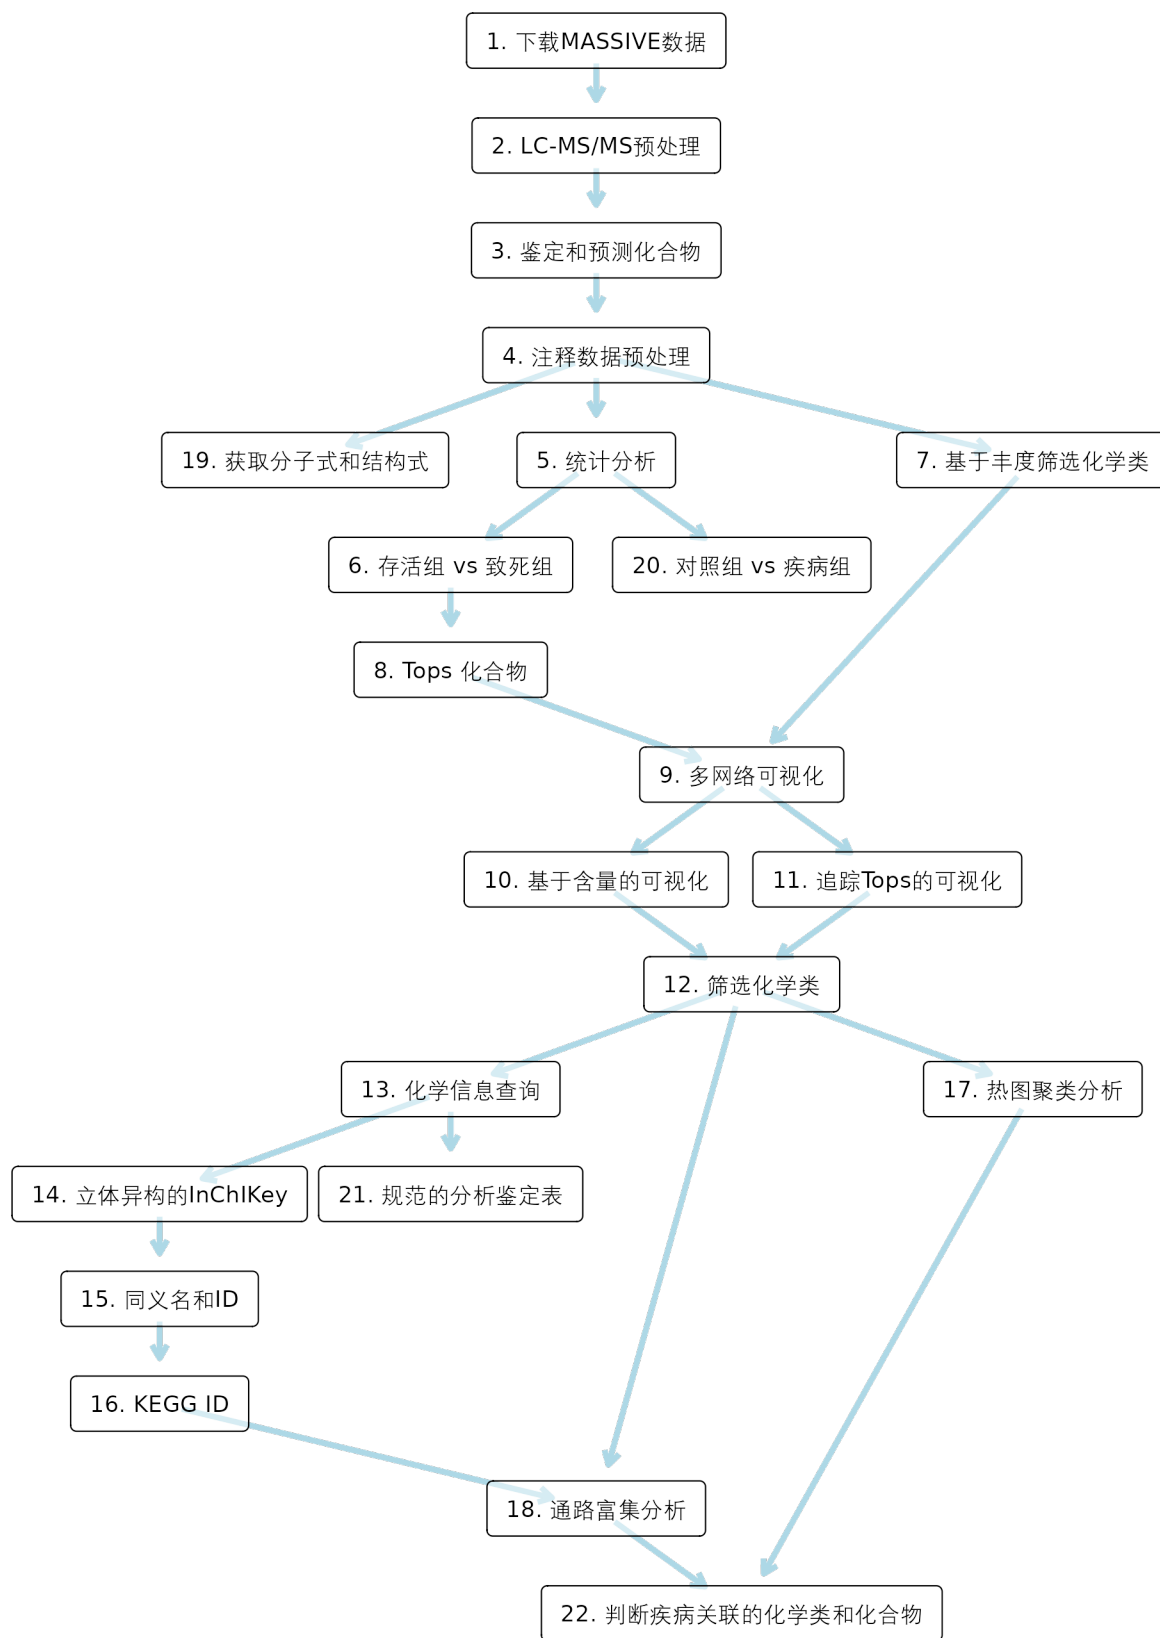 1. 下载MASSIVE数据
2. LC-MS/MS预处理
3. 鉴定和预测化合物
4. 注释数据预处理
19. 获取分子式和结构式
5. 统计分析
7. 基于丰度筛选化学类
6. 存活组 vs 致死组
20. 对照组 vs 疾病组
8. Tops 化合物
9. 多网络可视化
10. 基于含量的可视化
11. 追踪Tops的可视化
12. 筛选化学类
13. 化学信息查询
17. 热图聚类分析
14. 立体异构的InChIKey
21. 规范的分析鉴定表
15. 同义名和ID
16. KEGG ID
18. 通路富集分析
22. 判断疾病关联的化学类和化合物